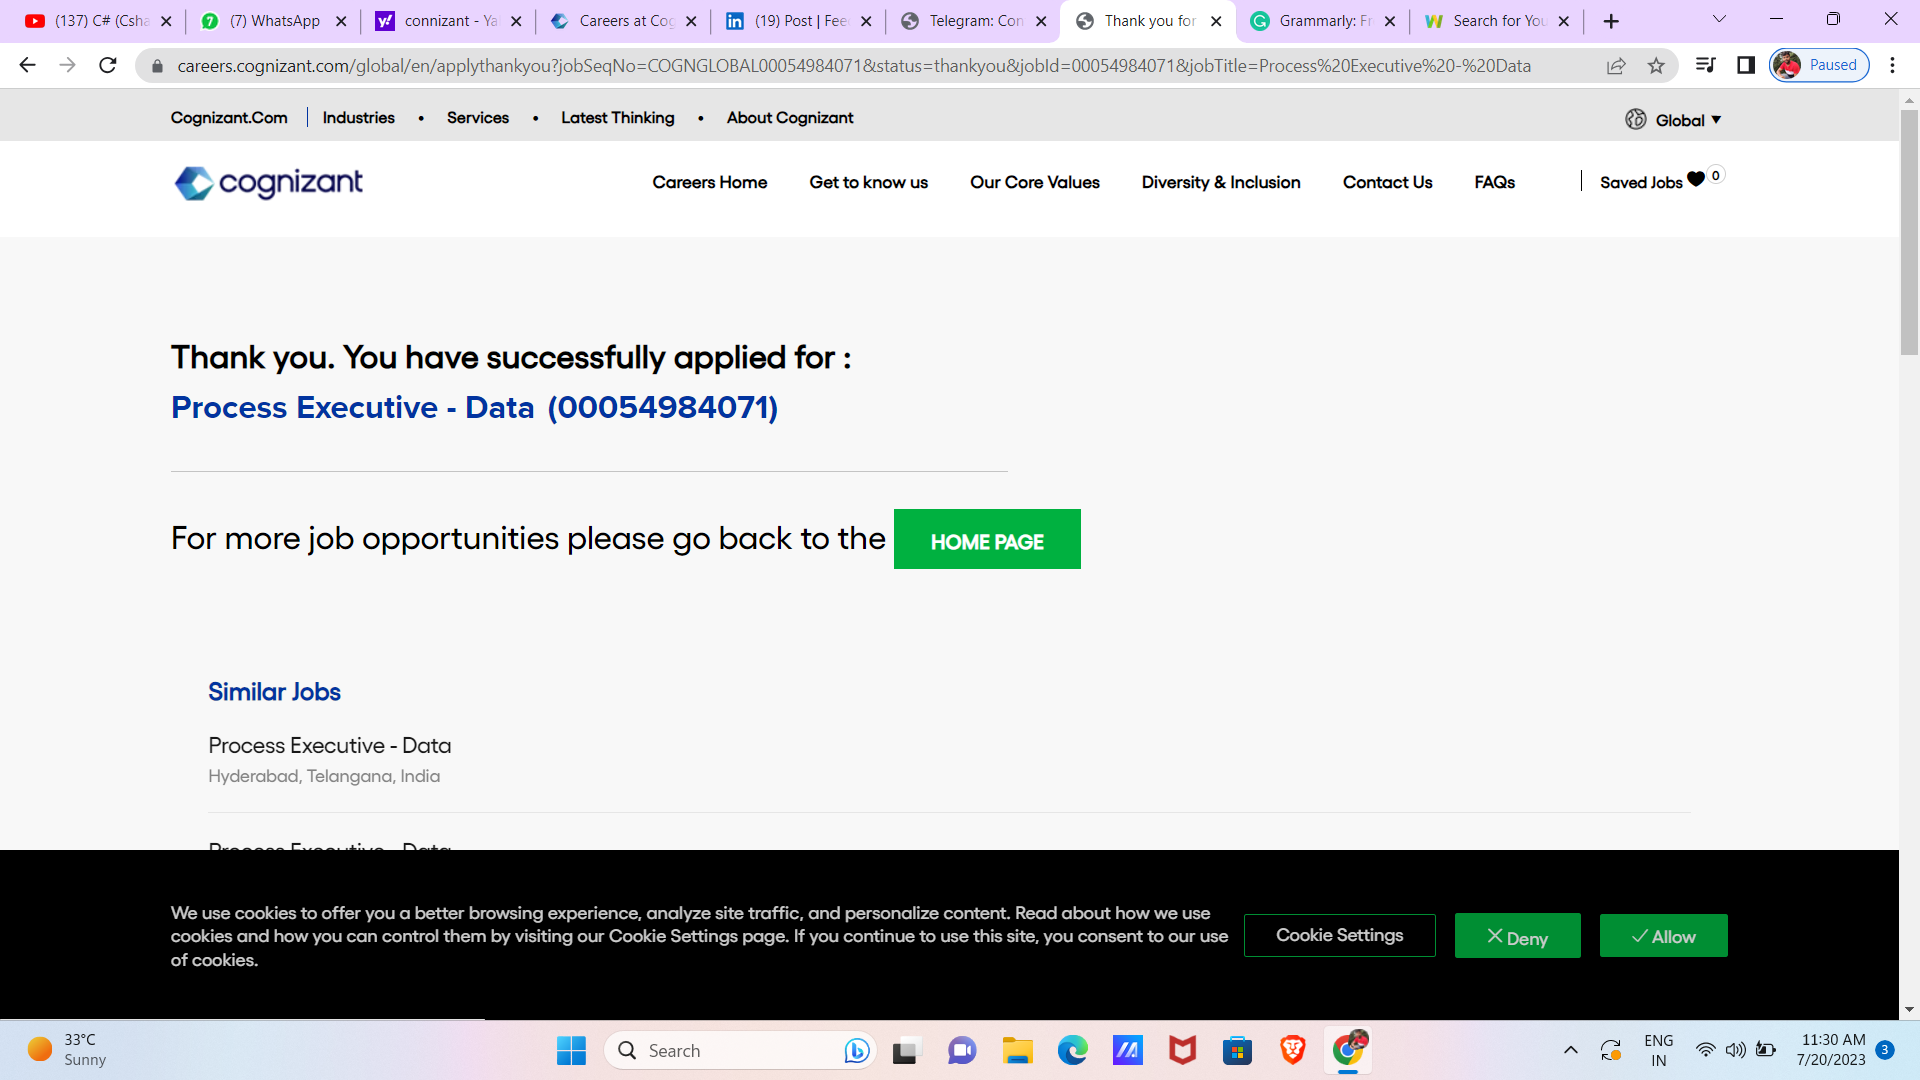 (137) C# (Csha
(7) WhatsApp
connizant - Ya
Careers at Cog
(19) Post | Fee
Telegram: Con
Thank you for
Grammarly: Fr
Search for You
careers.cognizant.com/global/en/applythankyou?jobSeqNo=COGNGLOBAL00054984071&status=thankyou&jobId=00054984071&jobTitle=Process%20Executive%20-%20Data
Paused
Cognizant.Com | Industries • Services • Latest Thinking • About Cognizant
Global
cognizant
Careers Home Get to know us Our Core Values Diversity & Inclusion Contact Us FAQs Saved Jobs 0
Thank you. You have successfully applied for :
Process Executive - Data (00054984071)
For more job opportunities please go back to the HOME PAGE
Similar Jobs
Process Executive - Data
Hyderabad, Telangana, India
Process Executive - Data
We use cookies to offer you a better browsing experience, analyze site traffic, and personalize content. Read about how we use
cookies and how you can control them by visiting our Cookie Settings page. If you continue to use this site, you consent to our use
of cookies.
Cookie Settings
Deny
Allow
33°C
Sunny
Search
ENG
IN
11:30 AM
7/20/2023
3